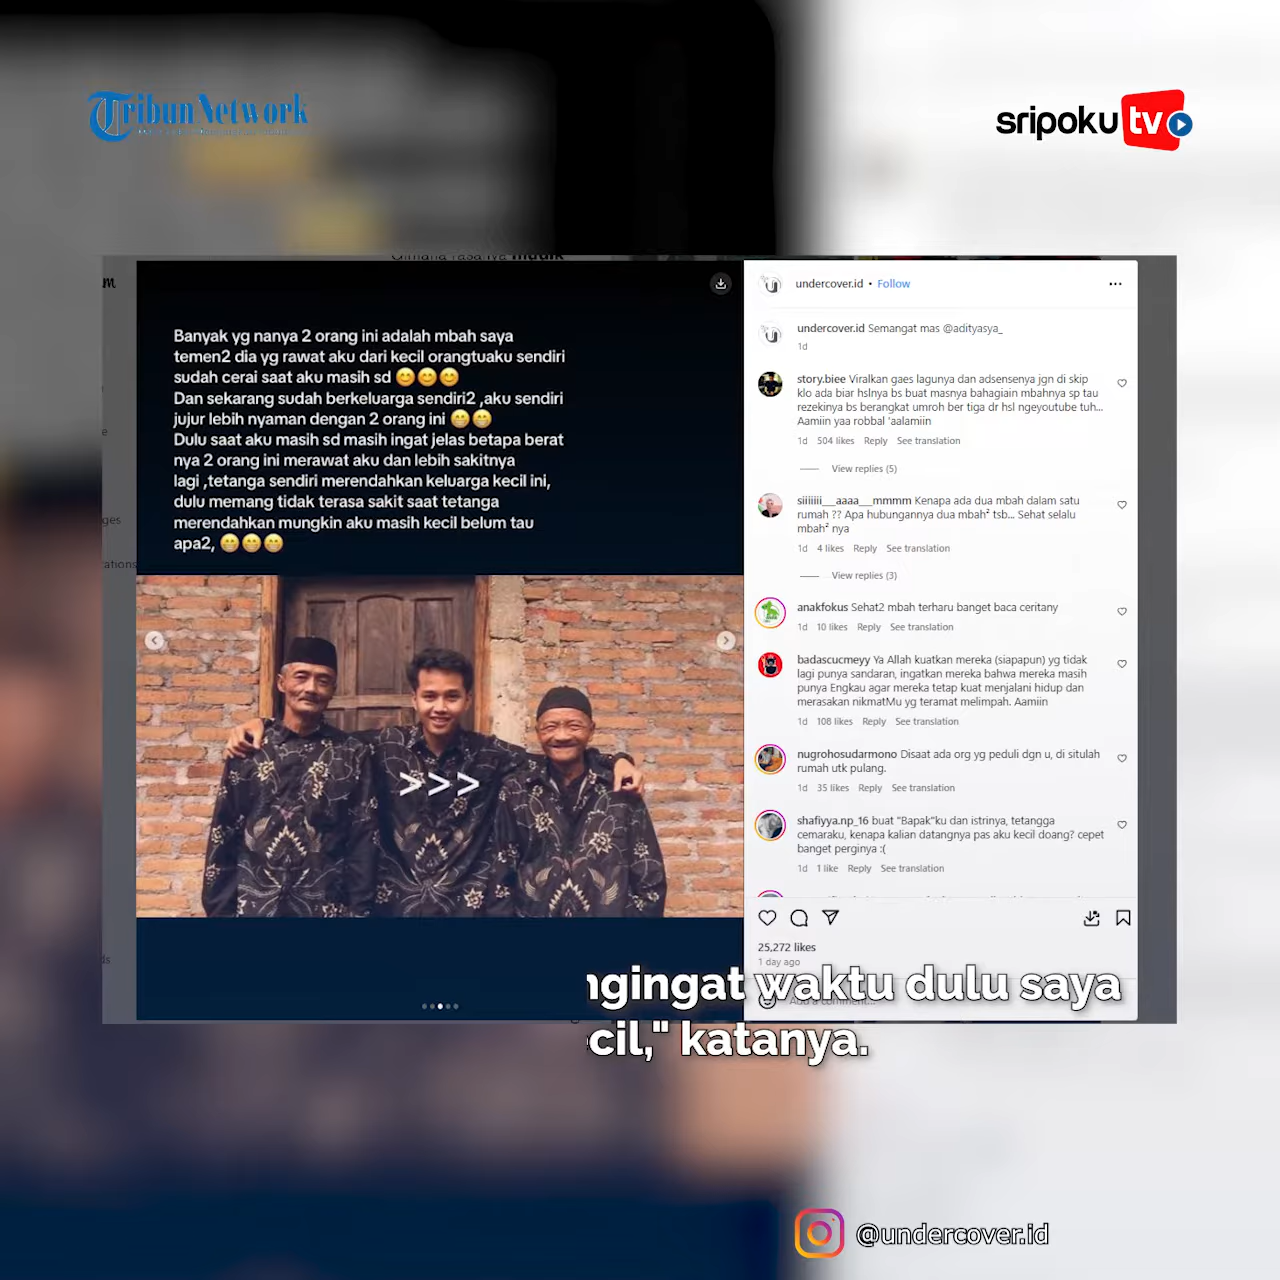 Tribun Network
sripoku tv
Gimana rasanya mudik
Banyak yg nanya 2 orang ini adalah mbah saya
temen2 dia yg rawat aku dari kecil orangtuaku sendiri
sudah cerai saat aku masih sd 😊😊😊
Dan sekarang sudah berkeluarga sendiri2 ,aku sendiri
jujur lebih nyaman dengan 2 orang ini 😁😁
Dulu saat aku masih sd masih ingat jelas betapa berat
nya 2 orang ini merawat aku dan lebih sakitnya
lagi ,tetanga sendiri merendahkan keluarga kecil ini,
dulu memang tidak terasa sakit saat tetanga
merendahkan mungkin aku masih kecil belum tau
apa2, 😁😁😁
>>>
undercover.id • Follow
undercover.id Semangat mas @adityasya_
1d
story.biee Viralkan gaes lagunya dan adsensenya jgn di skip
klo ada biar hslnya bs buat masnya bahagiain mbahnya sp tau
rezekinya bs berangkat umroh ber tiga dr hsl ngeyoutube tuh...
Aamiin yaa robbal 'aalamiin
1d 504 likes Reply See translation
View replies (5)
siiiiiii___aaaa___mmmm Kenapa ada dua mbah dalam satu
rumah ?? Apa hubungannya dua mbah² tsb... Sehat selalu
mbah² nya
1d 4 likes Reply See translation
View replies (3)
anakfokus Sehat2 mbah terharu banget baca ceritany
1d 10 likes Reply See translation
badascucmeyy Ya Allah kuatkan mereka (siapapun) yg tidak
lagi punya sandaran, ingatkan mereka bahwa mereka masih
punya Engkau agar mereka tetap kuat menjalani hidup dan
merasakan nikmatMu yg teramat melimpah. Aamiin
1d 108 likes Reply See translation
nugrohosudarmono Disaat ada org yg peduli dgn u, di situlah
rumah utk pulang.
1d 35 likes Reply See translation
shafiyya.np_16 buat "Bapak"ku dan istrinya, tetangga
cemaraku, kenapa kalian datangnya pas aku kecil doang? cepet
banget perginya :(
1d 1 like Reply See translation
25,272 likes
1 day ago
Add a comment...
ngingat waktu dulu saya
ecil," katanya.
@undercover.id